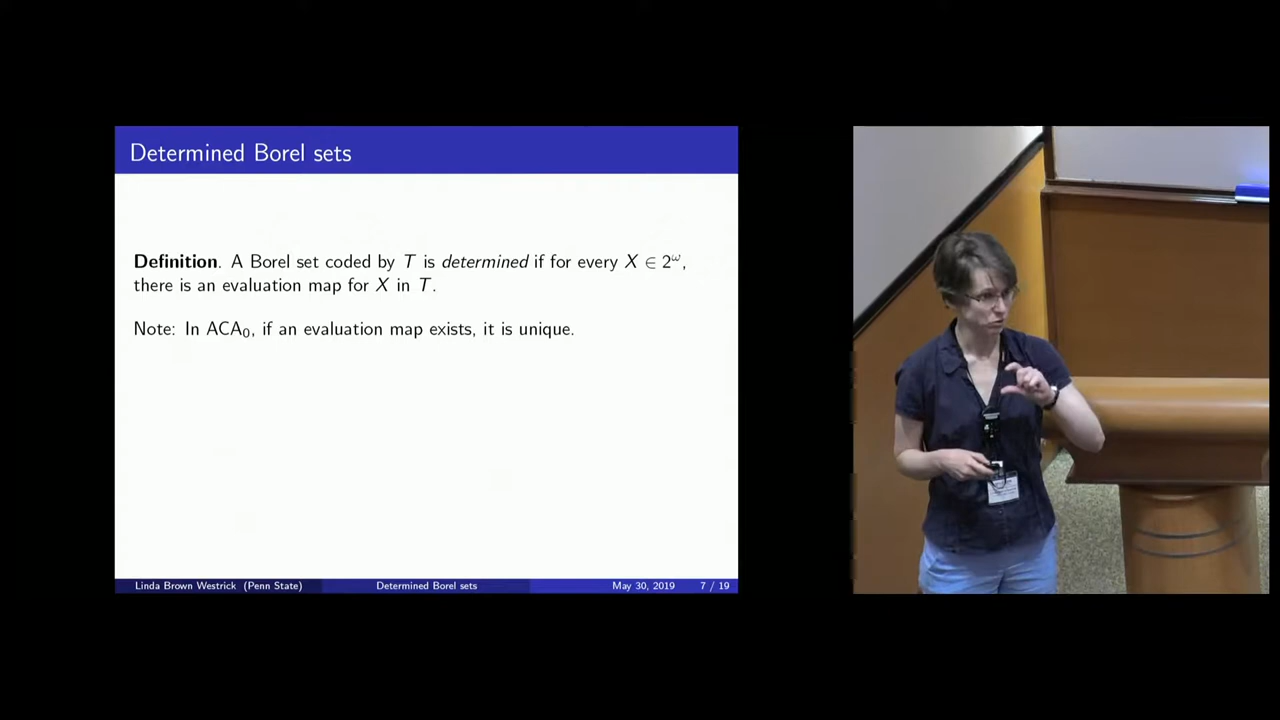 Determined Borel sets
Definition. A Borel set coded by T is determined if for every X ∈ 2^ω,
there is an evaluation map for X in T.
Note: In ACA₀, if an evaluation map exists, it is unique.
Linda Brown Westrick (Penn State) Determined Borel sets May 30, 2019 7 / 19